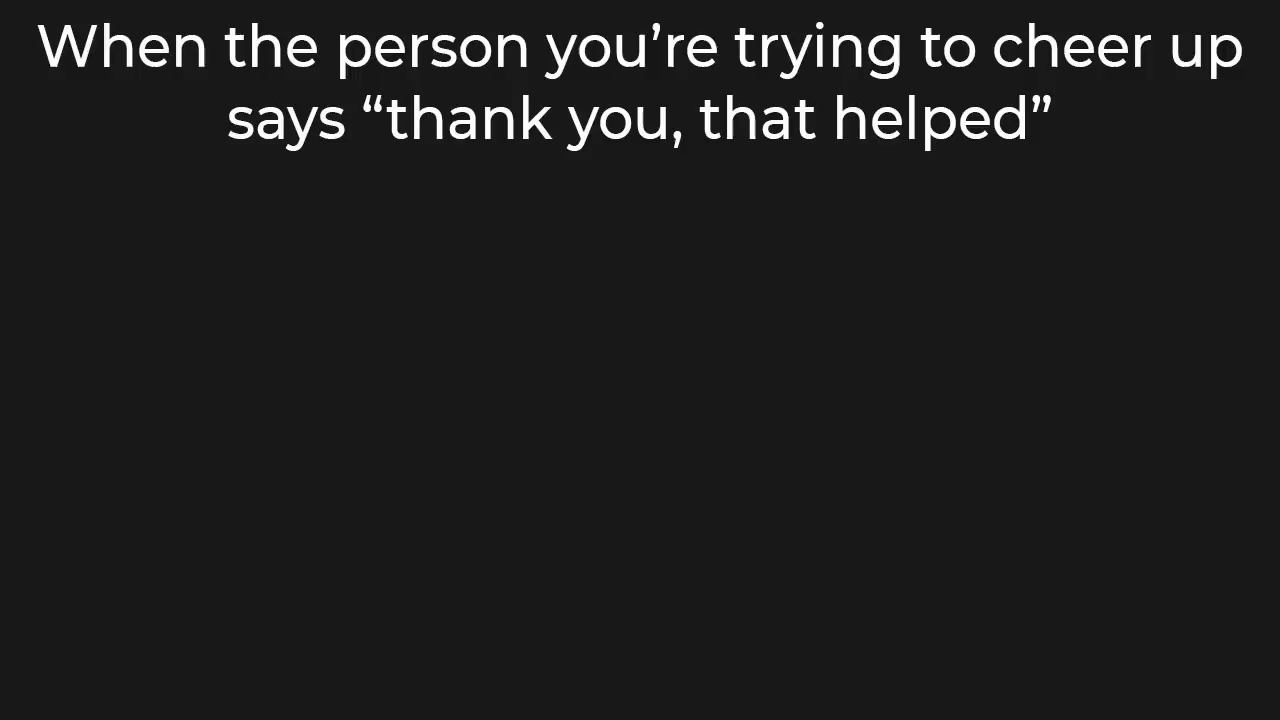 When the person you’re trying to cheer up
says “thank you, that helped”